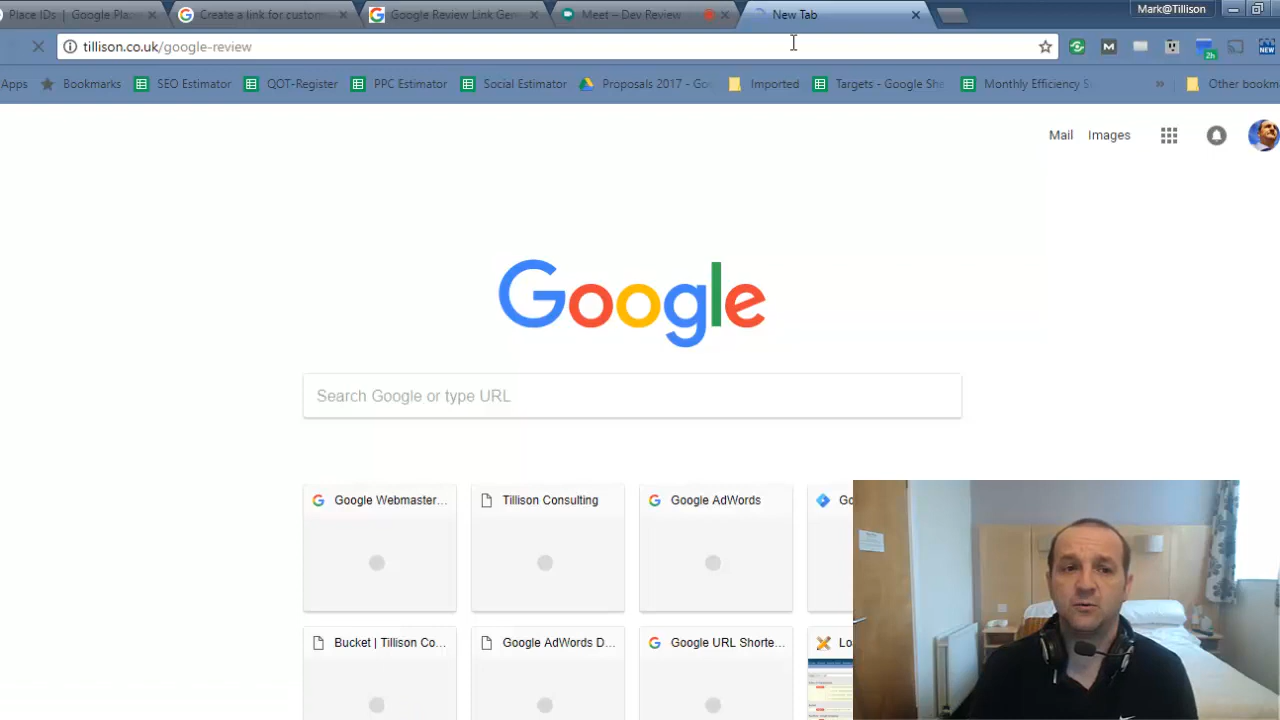 Place IDs | Google Pla
Create a link for custom
Google Review Link Gen
Meet – Dev Review
New Tab
Mark@Tillison
tillison.co.uk/google-review
2h
NEW
Apps
Bookmarks
SEO Estimator
QOT-Register
PPC Estimator
Social Estimator
Proposals 2017 - Goo
Imported
Targets - Google She
Monthly Efficiency S
»
Other bookm
Mail
Images
Google
Search Google or type URL
Google Webmaster...
Tillison Consulting
Google AdWords
Go
Bucket | Tillison Co...
Google AdWords D...
Google URL Shorte...
Lo